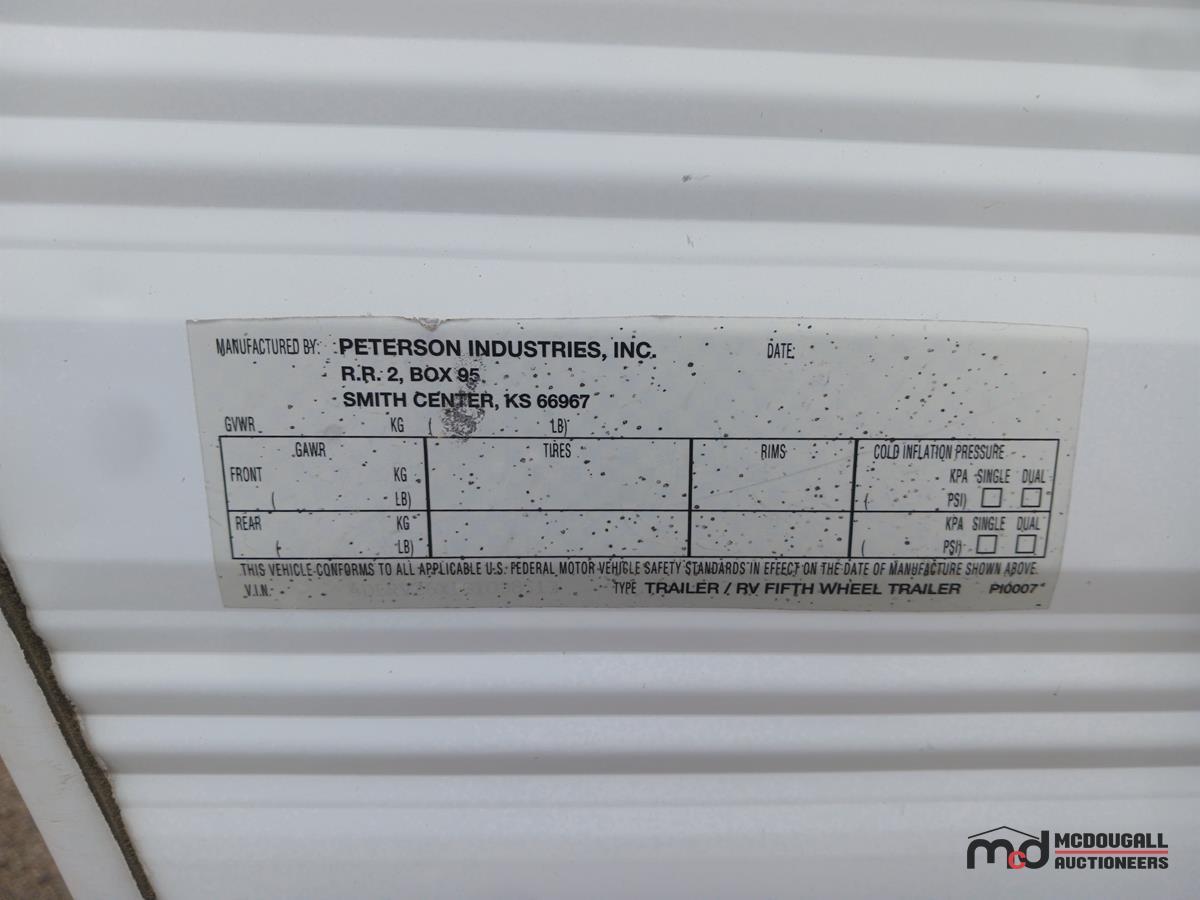 MANUFACTURED BY: PETERSON INDUSTRIES, INC. DATE:
R.R. 2, BOX 95
SMITH CENTER, KS 66967
GVWR KG ( LB)
GAWR TIRES RIMS COLD INFLATION PRESSURE
FRONT KG KPA SINGLE DUAL
( LB) ( PSI)
REAR KG KPA SINGLE DUAL
( LB) ( PSI)
THIS VEHICLE CONFORMS TO ALL APPLICABLE U.S. FEDERAL MOTOR VEHICLE SAFETY STANDARDS IN EFFECT ON THE DATE OF MANUFACTURE SHOWN ABOVE.
V.I.N. TYPE TRAILER / RV FIFTH WHEEL TRAILER P10007
mcd MCDOUGALL
AUCTIONEERS